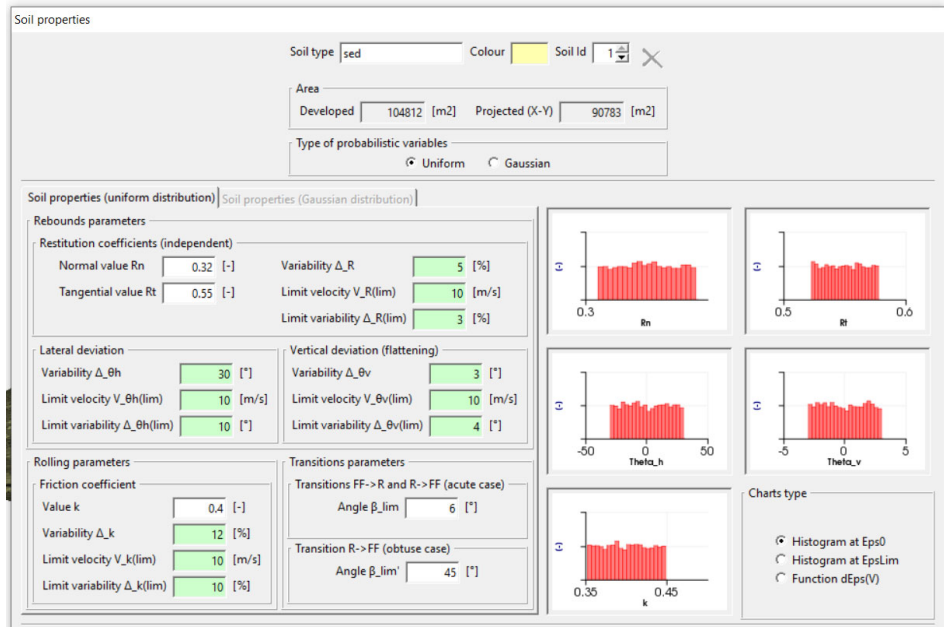 Soil properties
Soil type sed Colour Soil Id 1
Area
Developed 104812 [m2] Projected (X-Y) 90783 [m2]
Type of probabilistic variables
Uniform Gaussian
Soil properties (uniform distribution) Soil properties (Gaussian distribution)
Rebounds parameters
Restitution coefficients (independent)
Normal value Rn 0.32 [-] Variability Δ_R 5 [%]
Tangential value Rt 0.55 [-] Limit velocity V_R(lim) 10 [m/s]
Limit variability Δ_R(lim) 3 [%]
Lateral deviation
Variability Δ_θh 30 [°]
Limit velocity V_θh(lim) 10 [m/s]
Limit variability Δ_θh(lim) 10 [°]
Vertical deviation (flattening)
Variability Δ_θv 3 [°]
Limit velocity V_θv(lim) 10 [m/s]
Limit variability Δ_θv(lim) 4 [°]
Rolling parameters
Friction coefficient
Value k 0.4 [-]
Variability Δ_k 12 [%]
Limit velocity V_k(lim) 10 [m/s]
Limit variability Δ_k(lim) 10 [%]
Transitions parameters
Transitions FF->R and R->FF (acute case)
Angle β_lim 6 [°]
Transition R->FF (obtuse case)
Angle β_lim' 45 [°]
[-]
0.3
Rn
[-]
0.5 0.6
Rt
[-]
-50 0 50
Theta_h
[-]
-5 0 5
Theta_v
[-]
0.35 0.45
k
Charts type
Histogram at Eps0
Histogram at EpsLim
Function dEps(V)